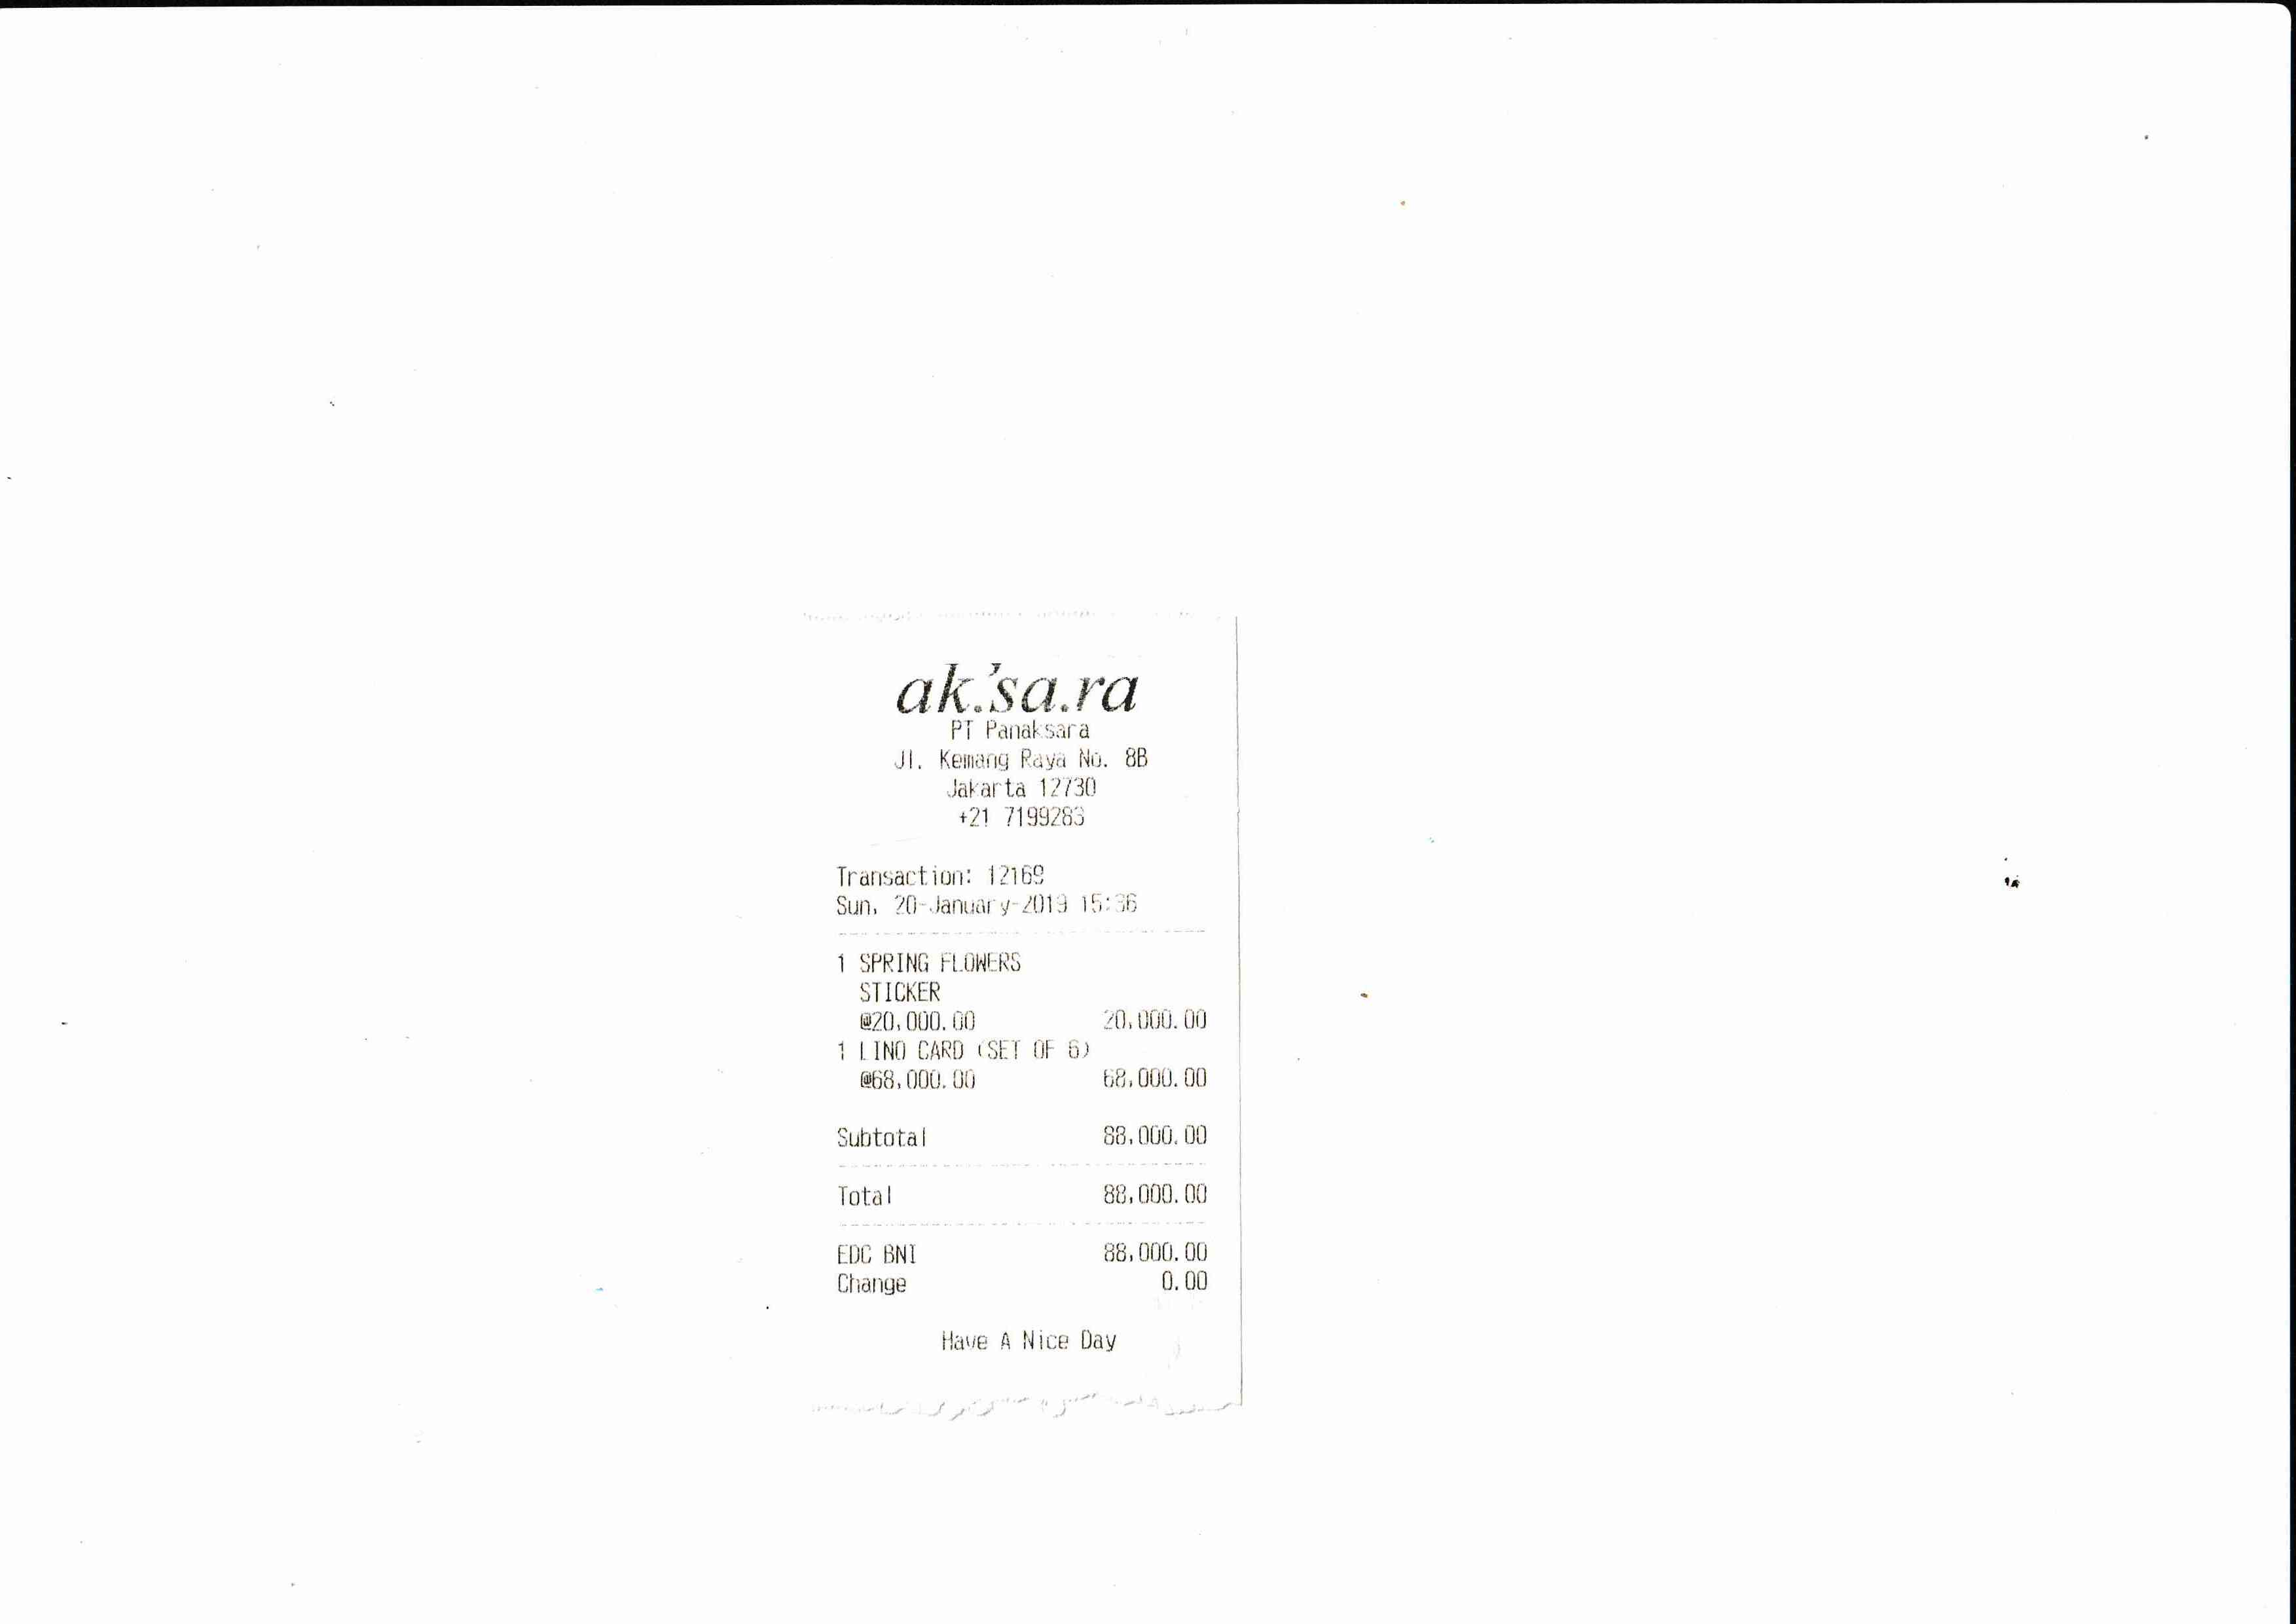 ak.'sa.ra
PT Panaksara
Jl. Kemang Raya No. 8B
Jakarta 12730
+21 7199283
Transaction: 12169
Sun, 20-January-2019 15:36
1 SPRING FLOWERS
STICKER
@20,000.00 20,000.00
1 LINO CARD (SET OF 6)
@68,000.00 68,000.00
Subtotal 88,000.00
Total 88,000.00
EDC BNI 88,000.00
Change 0.00
Have A Nice Day